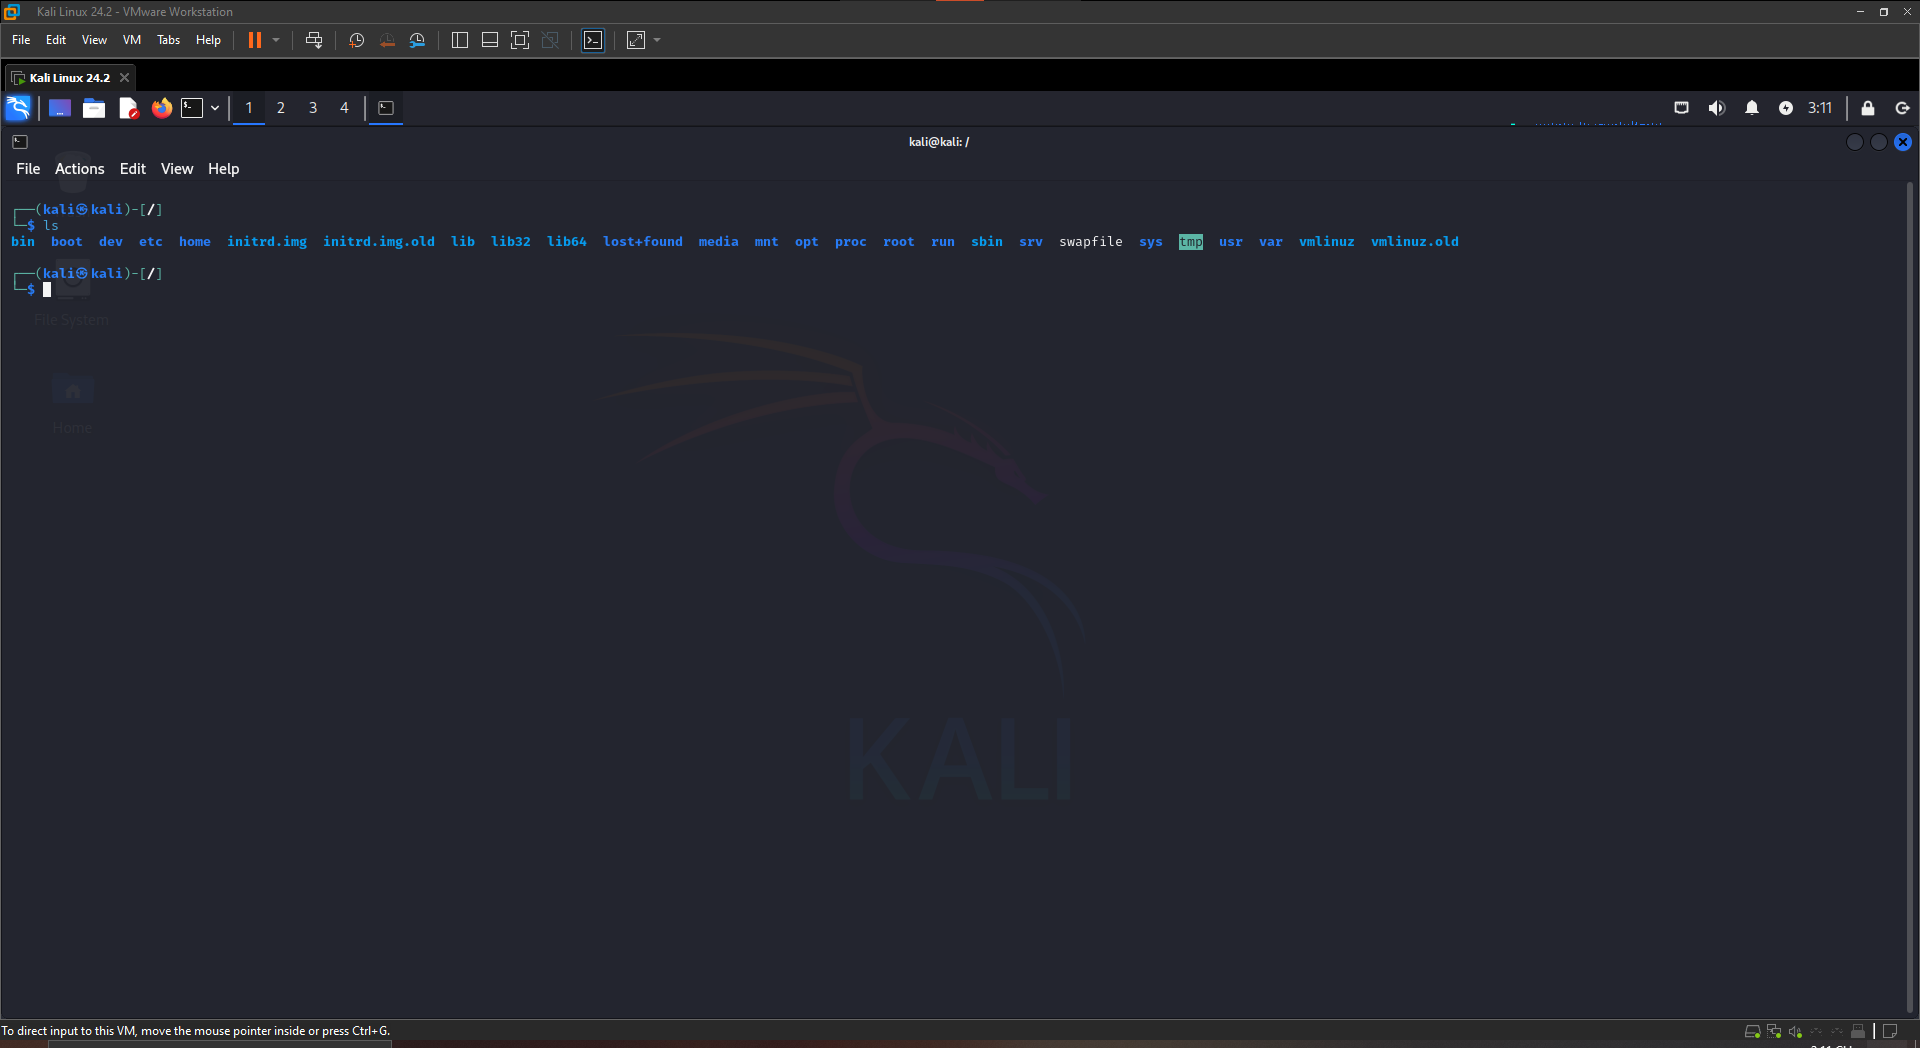 Kali Linux 24.2 - VMware Workstation
File Edit View VM Tabs Help
Kali Linux 24.2
1 2 3 4 3:11
kali@kali: /
File Actions Edit View Help
┌──(kali㉿kali)-[/]
└─$ ls
bin boot dev etc home initrd.img initrd.img.old lib lib32 lib64 lost+found media mnt opt proc root run sbin srv swapfile sys tmp usr var vmlinuz vmlinuz.old
┌──(kali㉿kali)-[/]
└─$
File System
Home
KALI
To direct input to this VM, move the mouse pointer inside or press Ctrl+G.